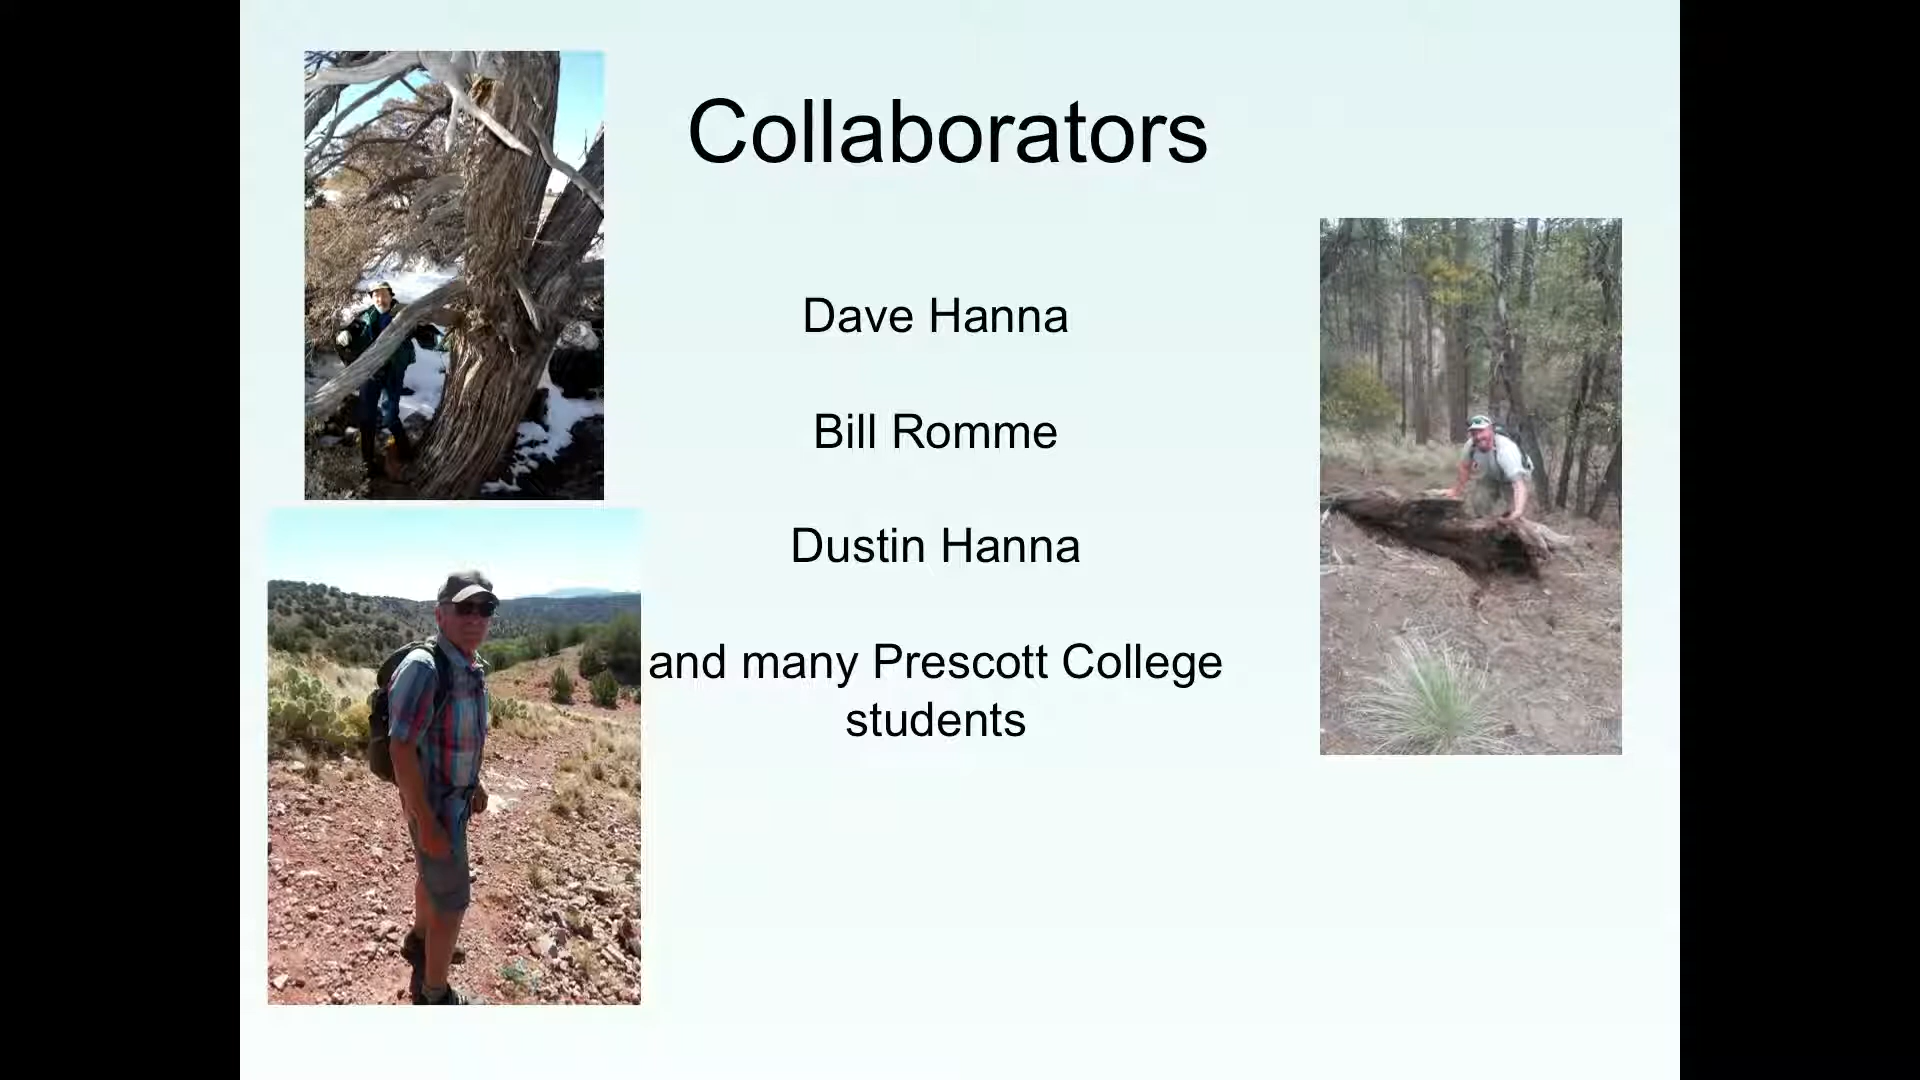 Collaborators
Dave Hanna
Bill Romme
Dustin Hanna
and many Prescott College
students